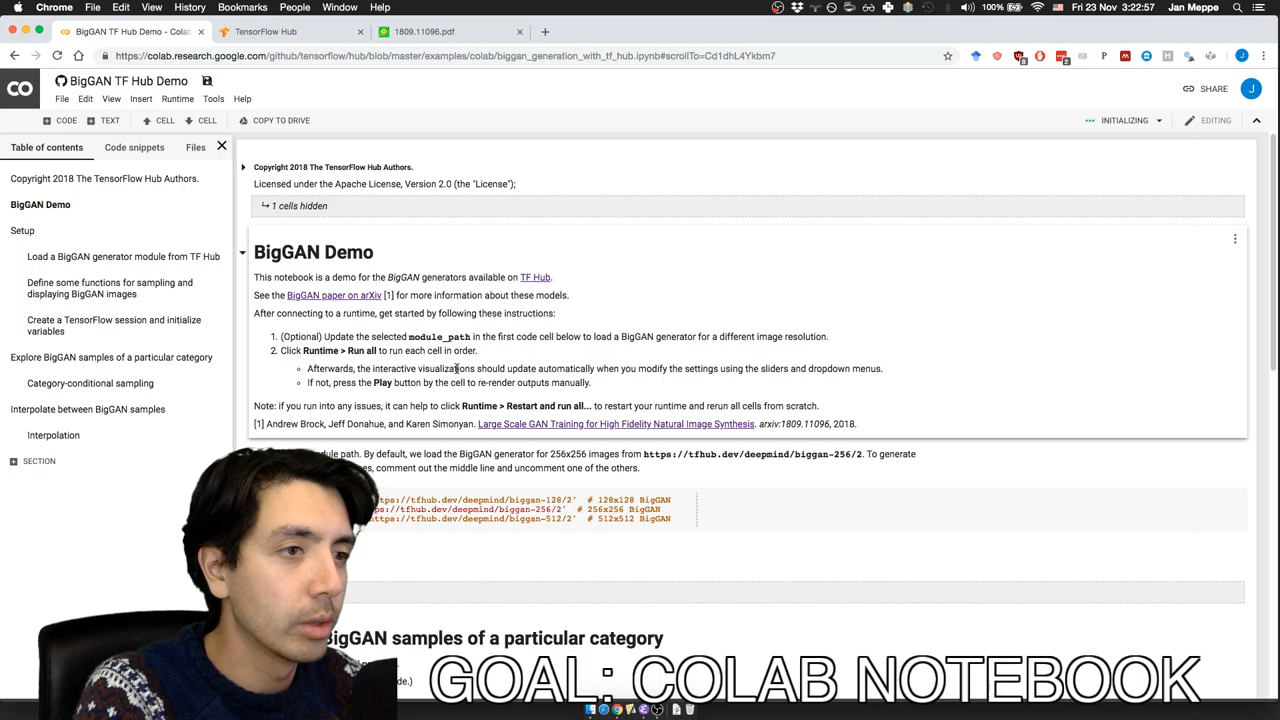 Chrome File Edit View History Bookmarks People Window Help 100% Fri 23 Nov 3:22:57 Jan Meppe
BigGAN TF Hub Demo - Colab TensorFlow Hub 1809.11096.pdf
https://colab.research.google.com/github/tensorflow/hub/blob/master/examples/colab/biggan_generation_with_tf_hub.ipynb#scrollTo=Cd1dhL4Ykbm7
CO BigGAN TF Hub Demo SHARE J
File Edit View Insert Runtime Tools Help
CODE TEXT CELL CELL COPY TO DRIVE INITIALIZING EDITING
Table of contents Code snippets Files
Copyright 2018 The TensorFlow Hub Authors.
BigGAN Demo
Setup
Load a BigGAN generator module from TF Hub
Define some functions for sampling and
displaying BigGAN images
Create a TensorFlow session and initialize
variables
Explore BigGAN samples of a particular category
Category-conditional sampling
Interpolate between BigGAN samples
Interpolation
SECTION
Copyright 2018 The TensorFlow Hub Authors.
Licensed under the Apache License, Version 2.0 (the "License");
1 cells hidden
BigGAN Demo
This notebook is a demo for the BigGAN generators available on TF Hub.
See the BigGAN paper on arXiv [1] for more information about these models.
After connecting to a runtime, get started by following these instructions:
1. (Optional) Update the selected module_path in the first code cell below to load a BigGAN generator for a different image resolution.
2. Click Runtime > Run all to run each cell in order.
Afterwards, the interactive visualizations should update automatically when you modify the settings using the sliders and dropdown menus.
If not, press the Play button by the cell to re-render outputs manually.
Note: if you run into any issues, it can help to click Runtime > Restart and run all... to restart your runtime and rerun all cells from scratch.
[1] Andrew Brock, Jeff Donahue, and Karen Simonyan. Large Scale GAN Training for High Fidelity Natural Image Synthesis. arxiv:1809.11096, 2018.
path. By default, we load the BigGAN generator for 256x256 images from https://tfhub.dev/deepmind/biggan-256/2. To generate
comment out the middle line and uncomment one of the others.
ttps://tfhub.dev/deepmind/biggan-128/2' # 128x128 BigGAN
ttps://tfhub.dev/deepmind/biggan-256/2' # 256x256 BigGAN
https://tfhub.dev/deepmind/biggan-512/2' # 512x512 BigGAN
BigGAN samples of a particular category
GOAL: COLAB NOTEBOOK